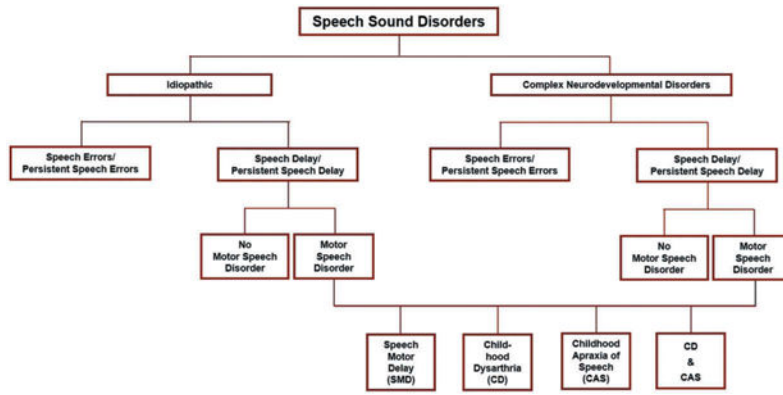 Speech Sound Disorders
Idiopathic
Complex Neurodevelopmental Disorders
Speech Errors/
Persistent Speech Errors
Speech Delay/
Persistent Speech Delay
Speech Errors/
Persistent Speech Errors
Speech Delay/
Persistent Speech Delay
No
Motor Speech
Disorder
Motor
Speech
Disorder
No
Motor Speech
Disorder
Motor
Speech
Disorder
Speech
Motor
Delay
(SMD)
Child-
hood
Dysarthria
(CD)
Childhood
Apraxia of
Speech
(CAS)
CD
&
CAS